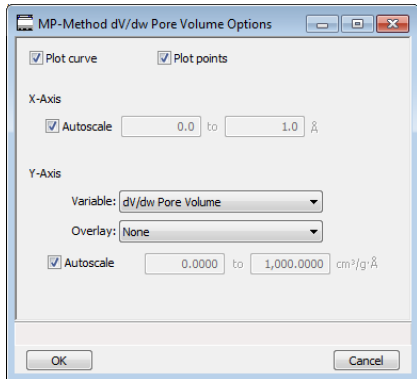 MP-Method dV/dw Pore Volume Options
Plot curve Plot points
X-Axis
Autoscale 0.0 to 1.0 Å
Y-Axis
Variable: dV/dw Pore Volume
Overlay: None
Autoscale 0.0000 to 1,000.0000 cm³/g·Å
OK Cancel